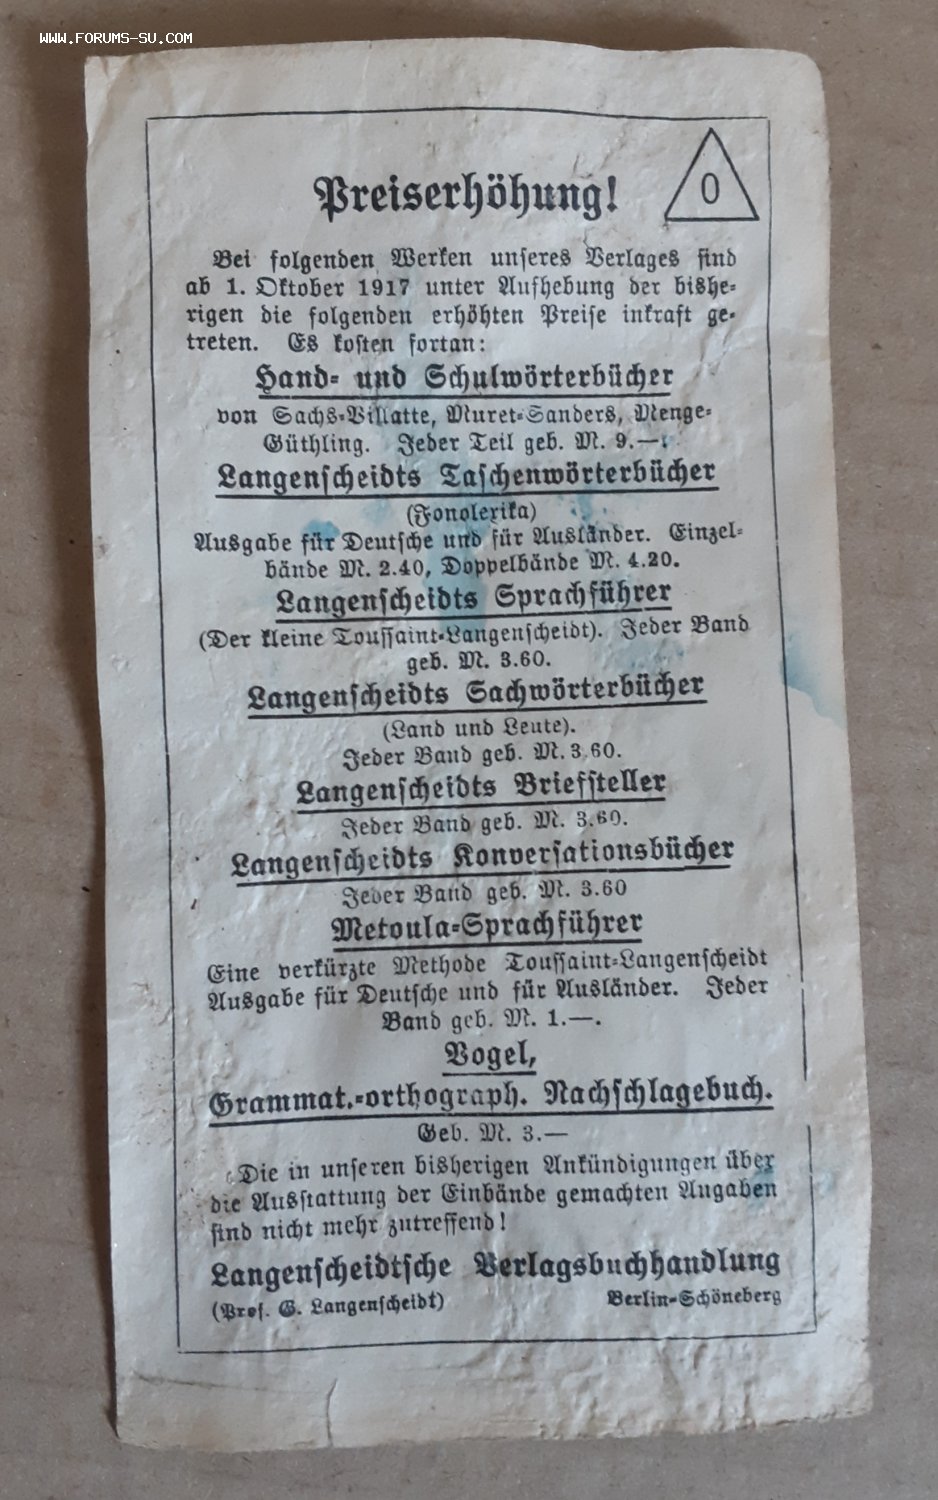 WWW.FORUMS-SU.COM
0
Preiserhöhung!
Bei folgenden Werken unseres Verlages sind
ab 1. Oktober 1917 unter Aufhebung der bishe-
rigen die folgenden erhöhten Preise inkraft ge-
treten. Es kosten fortan:
Hand- und Schulwörterbücher
von Sachs-Villatte, Muret-Sanders, Menge-
Güthling. Jeder Teil geb. M. 9.—.
Langenscheidts Taschenwörterbücher
(Fonolexika)
Ausgabe für Deutsche und für Ausländer. Einzel-
bände M. 2.40, Doppelbände M. 4.20.
Langenscheidts Sprachführer
(Der kleine Toussaint-Langenscheidt). Jeder Band
geb. M. 3.60.
Langenscheidts Sachwörterbücher
(Land und Leute).
Jeder Band geb. M. 3.60.
Langenscheidts Briefsteller
Jeder Band geb. M. 3.60.
Langenscheidts Konversationsbücher
Jeder Band geb. M. 3.60
Metoula-Sprachführer
Eine verkürzte Methode Toussaint-Langenscheidt
Ausgabe für Deutsche und für Ausländer. Jeder
Band geb. M. 1.—.
Vogel,
Grammat.-orthograph. Nachschlagebuch.
Geb. M. 3.—
Die in unseren bisherigen Ankündigungen über
die Ausstattung der Einbände gemachten Angaben
sind nicht mehr zutreffend!
Langenscheidtsche Verlagsbuchhandlung
(Prof. G. Langenscheidt) Berlin-Schöneberg